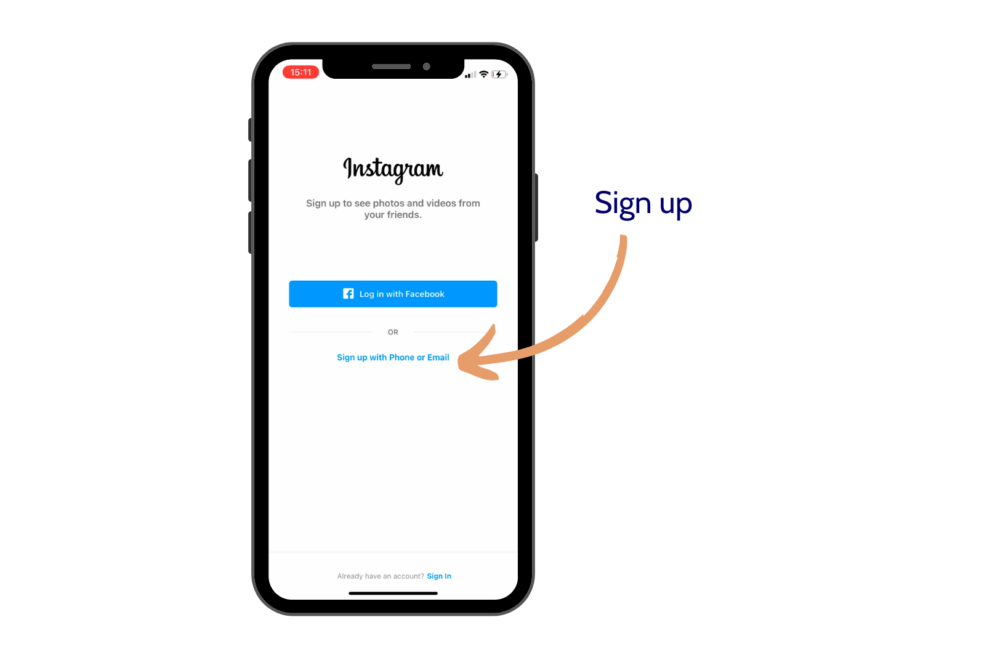 15:11
Instagram
Sign up to see photos and videos from
your friends.
Sign up
Log in with Facebook
OR
Sign up with Phone or Email
Already have an account? Sign In